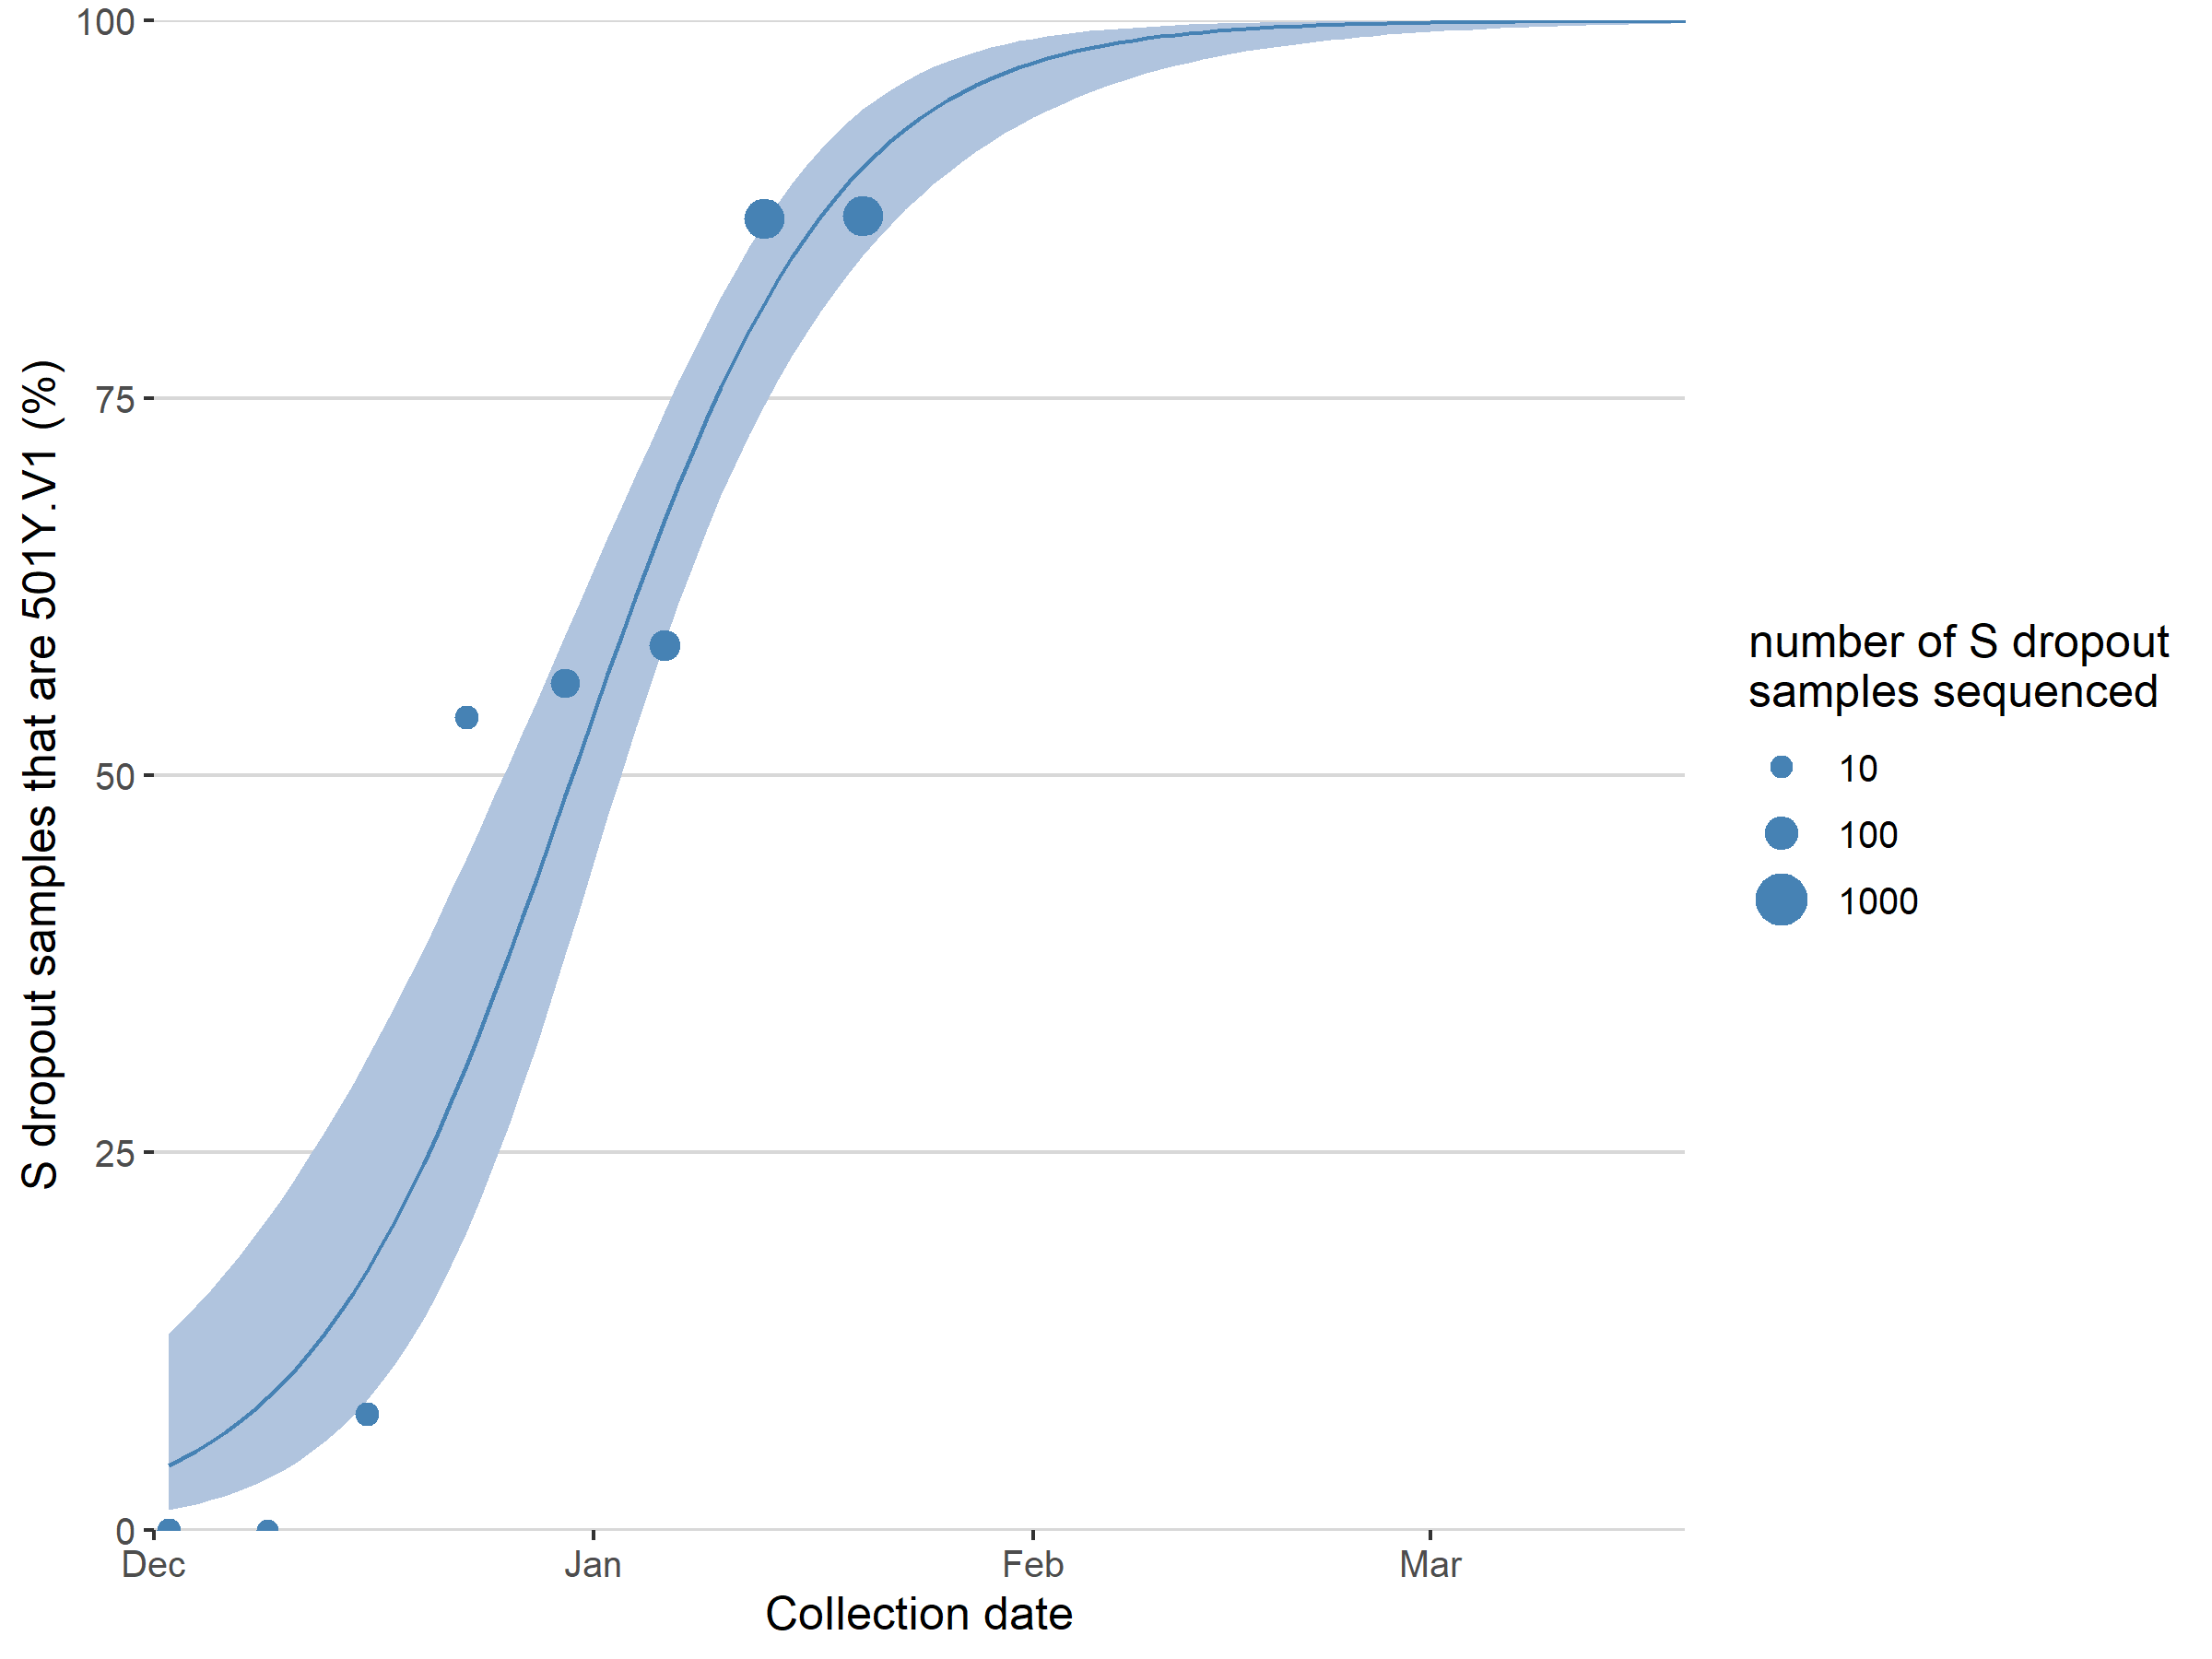 100
75
50
25
0
S dropout samples that are 501Y.V1 (%)
Dec
Jan
Feb
Mar
Collection date
number of S dropout
samples sequenced
10
100
1000